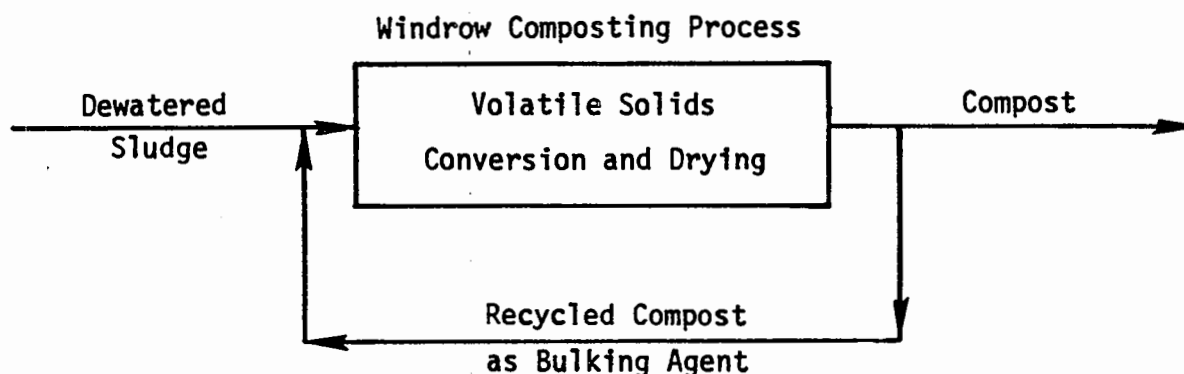 Windrow Composting Process
Dewatered
Sludge
Volatile Solids
Conversion and Drying
Compost
Recycled Compost
as Bulking Agent